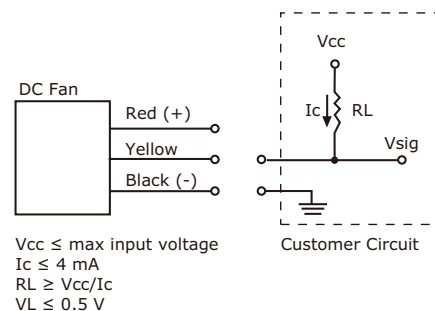 DC Fan
Red (+)
Yellow
Black (-)
Vcc
Ic
RL
Vsig
Customer Circuit
Vcc ≤ max input voltage
Ic ≤ 4 mA
RL ≥ Vcc/Ic
VL ≤ 0.5 V